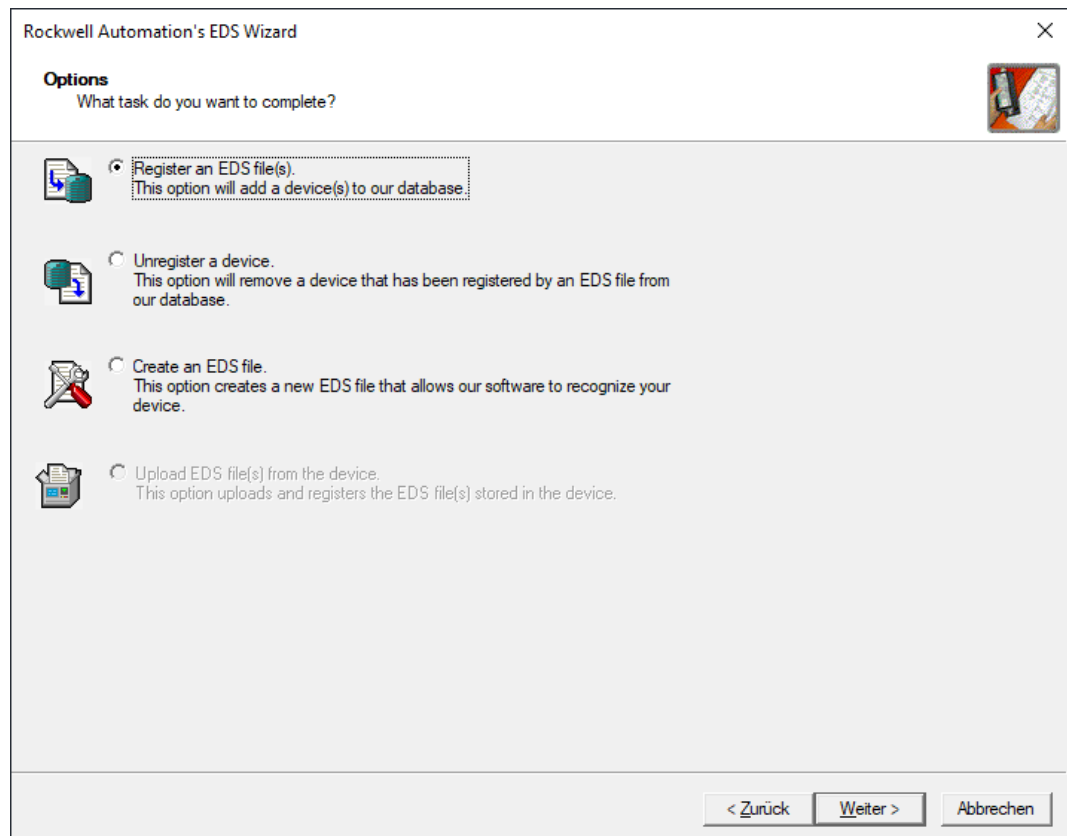 Rockwell Automation's EDS Wizard
Options
What task do you want to complete?
Register an EDS file(s).
This option will add a device(s) to our database.
Unregister a device.
This option will remove a device that has been registered by an EDS file from
our database.
Create an EDS file.
This option creates a new EDS file that allows our software to recognize your
device.
Upload EDS file(s) from the device.
This option uploads and registers the EDS file(s) stored in the device.
< Zurück Weiter > Abbrechen